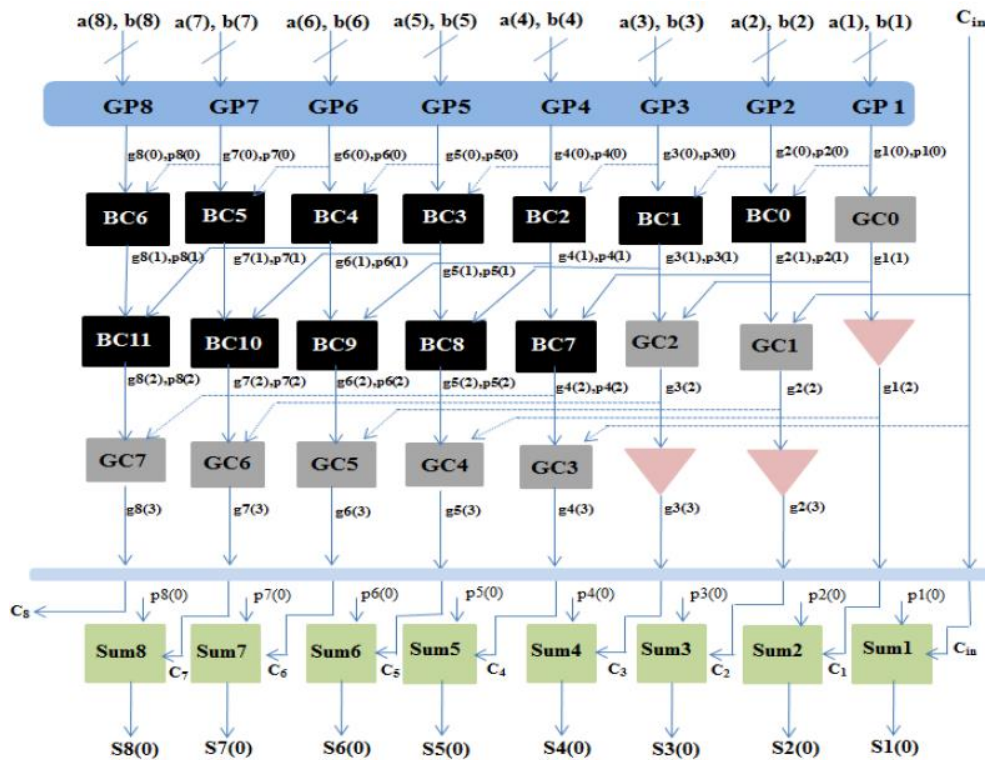 a(8), b(8) a(7), b(7) a(6), b(6) a(5), b(5) a(4), b(4) a(3), b(3) a(2), b(2) a(1), b(1) Cin
GP8 GP7 GP6 GP5 GP4 GP3 GP2 GP 1
g8(0),p8(0) g7(0),p7(0) g6(0),p6(0) g5(0),p5(0) g4(0),p4(0) g3(0),p3(0) g2(0),p2(0) g1(0),p1(0)
BC6 BC5 BC4 BC3 BC2 BC1 BC0 GC0
g8(1),p8(1) g7(1),p7(1) g6(1),p6(1) g5(1),p5(1) g4(1),p4(1) g3(1),p3(1) g2(1),p2(1) g1(1)
BC11 BC10 BC9 BC8 BC7 GC2 GC1
g8(2),p8(2) g7(2),p7(2) g6(2),p6(2) g5(2),p5(2) g4(2),p4(2) g3(2) g2(2) g1(2)
GC7 GC6 GC5 GC4 GC3
g8(3) g7(3) g6(3) g5(3) g4(3) g3(3) g2(3)
C8 p8(0) p7(0) p6(0) p5(0) p4(0) p3(0) p2(0) p1(0)
Sum8 C7 Sum7 C6 Sum6 C5 Sum5 C4 Sum4 C3 Sum3 C2 Sum2 C1 Sum1 Cin
S8(0) S7(0) S6(0) S5(0) S4(0) S3(0) S2(0) S1(0)